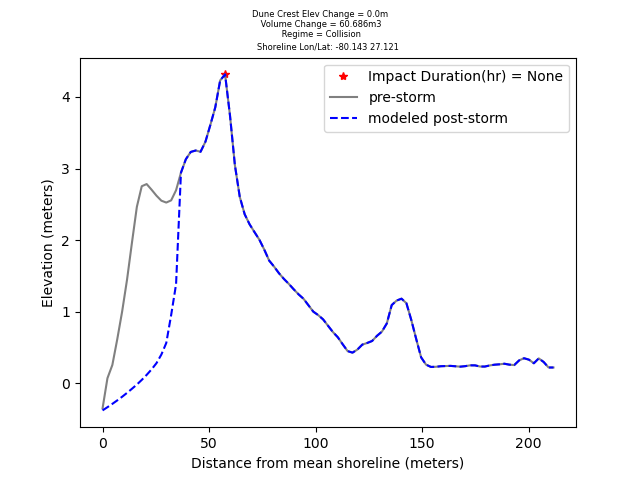 Dune Crest Elev Change = 0.0m
Volume Change = 60.686m3
Regime = Collision
Shoreline Lon/Lat: -80.143 27.121
Impact Duration(hr) = None
pre-storm
modeled post-storm
Elevation (meters)
4
3
2
1
0
0 50 100 150 200
Distance from mean shoreline (meters)